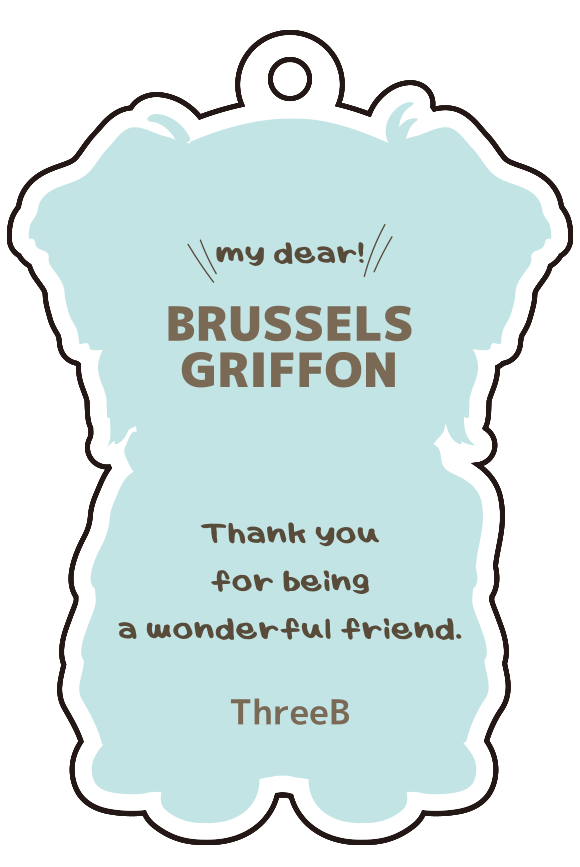 my dear!
BRUSSELS
GRIFFON
Thank you
for being
a wonderful friend.
ThreeB